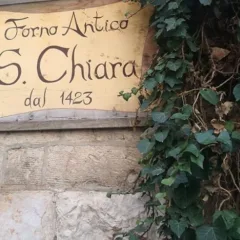 Forno Antico
S. Chiara
dal 1423